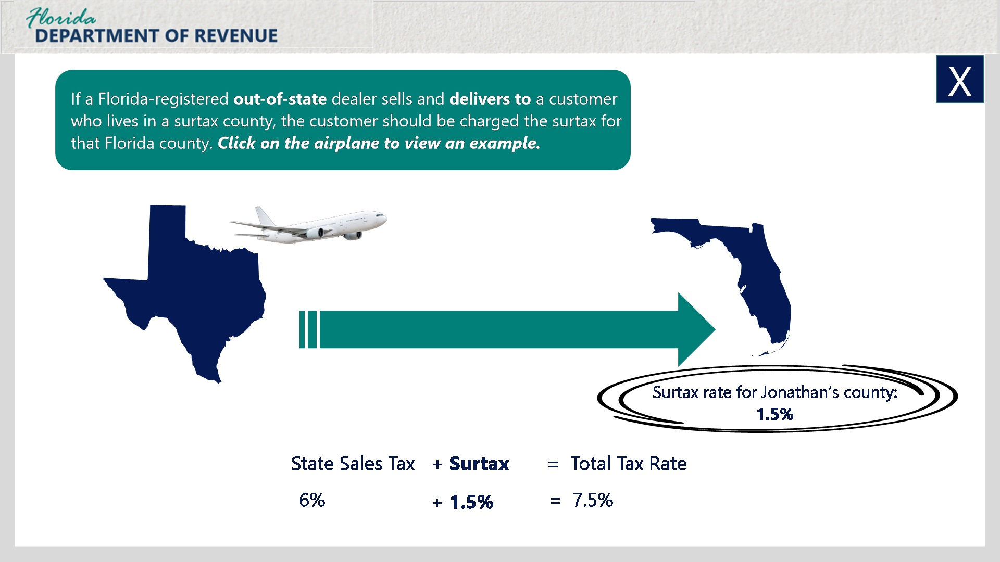 Florida
DEPARTMENT OF REVENUE
X
If a Florida-registered out-of-state dealer sells and delivers to a customer
who lives in a surtax county, the customer should be charged the surtax for
that Florida county. Click on the airplane to view an example.
Surtax rate for Jonathan's county:
1.5%
State Sales Tax + Surtax = Total Tax Rate
6% + 1.5% = 7.5%